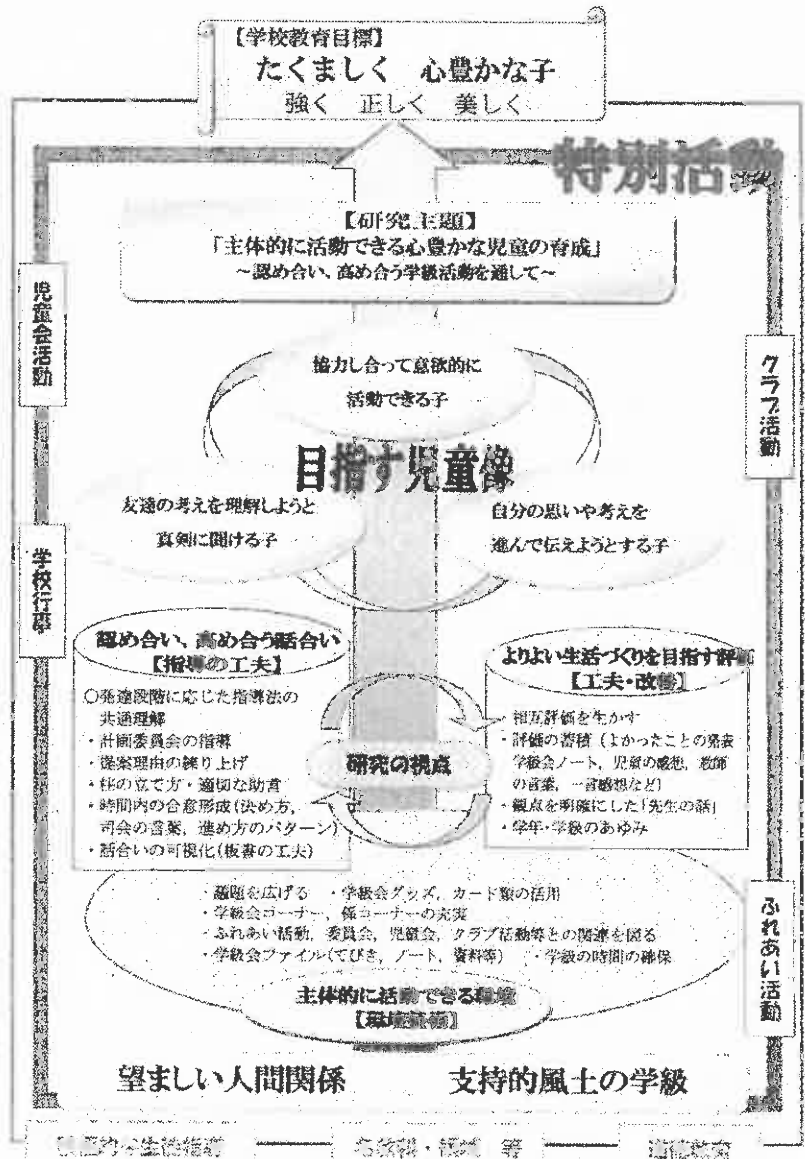 【学校教育目標】
たくましく 心豊かな子
強く 正しく 美しく
特別活動
【研究主題】
「主体的に活動できる心豊かな児童の育成」
~認め合い、高め合う学級活動を通して~
児童会活動
クラブ活動
協力し合って意欲的に
活動できる子
目指す児童像
友達の考えを理解しようと
真剣に聞ける子
自分の思いや考えを
進んで伝えようとする子
学校行事
認め合い、高め合う話合い
【指導の工夫】
○発達段階に応じた指導法の
共通理解
・計画委員会の指導
・提案理由の練り上げ
・柱の立て方・適切な助言
・時間内の合意形成(決め方,
司会の言葉, 進め方のパターン)
・話合いの可視化(板書の工夫)
研究の視点
よりよい生活づくりを目指す評価
【工夫・改善】
・相互評価を生かす
・評価の蓄積(よかったことの発表
学級会ノート, 児童の感想, 教師
の言葉, 一言感想など)
・観点を明確にした「先生の話」
・学年・学級のあゆみ
・議題を広げる ・学級会グッズ, カード類の活用
・学級会コーナー, 係コーナーの充実
・ふれあい活動, 委員会, 児童会, クラブ活動等との関連を図る
・学級会ファイル(てびき, ノート, 資料等) ・学級の時間の確保
ふれあい活動
主体的に活動できる環境
【環境整備】
望ましい人間関係 支持的風土の学級
生徒指導
各教科・ 等
道徳教育